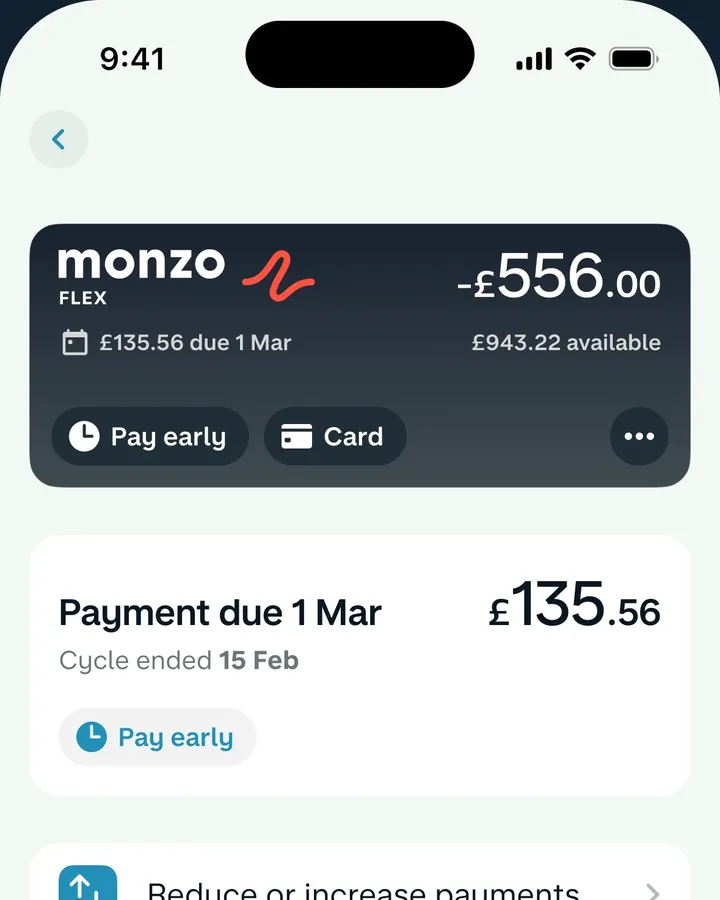 9:41
monzo
FLEX
-£556.00
£135.56 due 1 Mar
£943.22 available
Pay early
Card
Payment due 1 Mar
£135.56
Cycle ended 15 Feb
Pay early
Reduce or increase payments